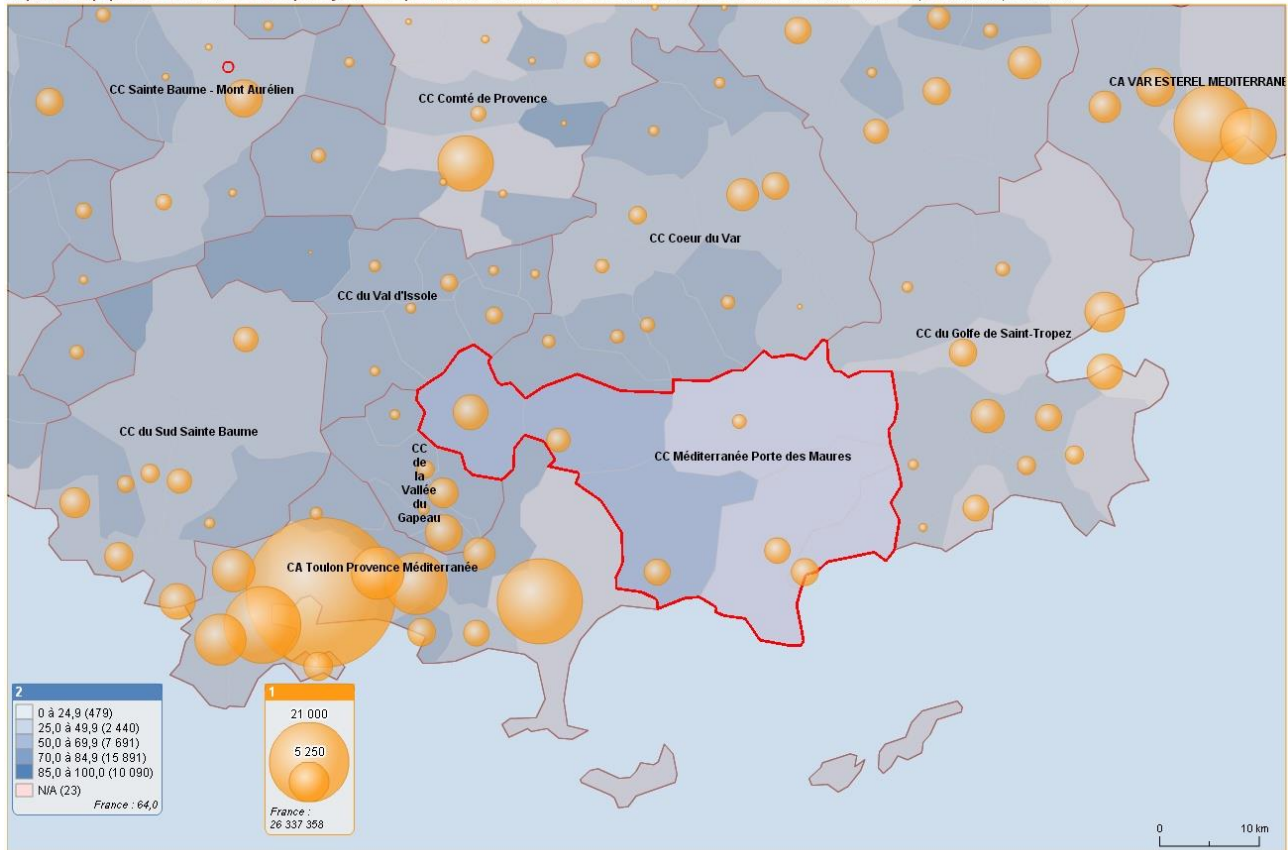 CC Sainte Baume - Mont Aurélien
CC Comté de Provence
CA VAR ESTEREL MEDITERRANE
CC Coeur du Var
CC du Val d'Issole
CC du Golfe de Saint-Tropez
CC du Sud Sainte Baume
CC
de
la
Vallée
du
Gapeau
CC Méditerranée Porte des Maures
CA Toulon Provence Méditerranée
2
0 à 24,9 (479)
25,0 à 49,9 (2 440)
50,0 à 69,9 (7 691)
70,0 à 84,9 (15 891)
85,0 à 100,0 (10 090)
N/A (23)
France : 64,0
1
21 000
5 250
France :
26 337 358
0 10 km